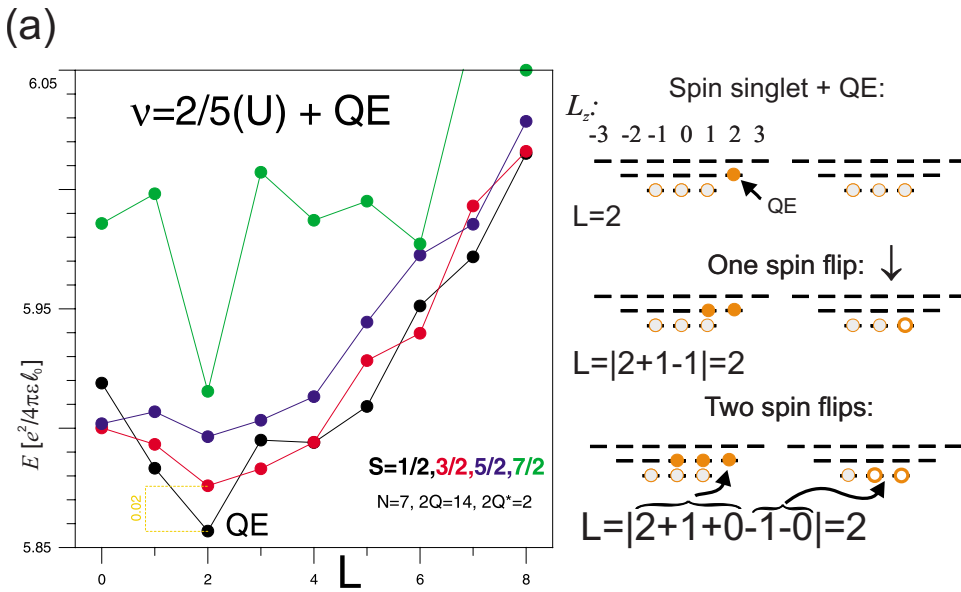 (a)
ν=2/5(U) + QE
6.05
5.95
5.85
E [e²/4πεℓ₀]
0.02
QE
S=1/2,3/2,5/2,7/2
N=7, 2Q=14, 2Q*=2
0 2 4 6 8
L
Spin singlet + QE:
L_z:
-3 -2 -1 0 1 2 3
QE
L=2
One spin flip: ↓
L=|2+1-1|=2
Two spin flips:
L=|2+1+0-1-0|=2